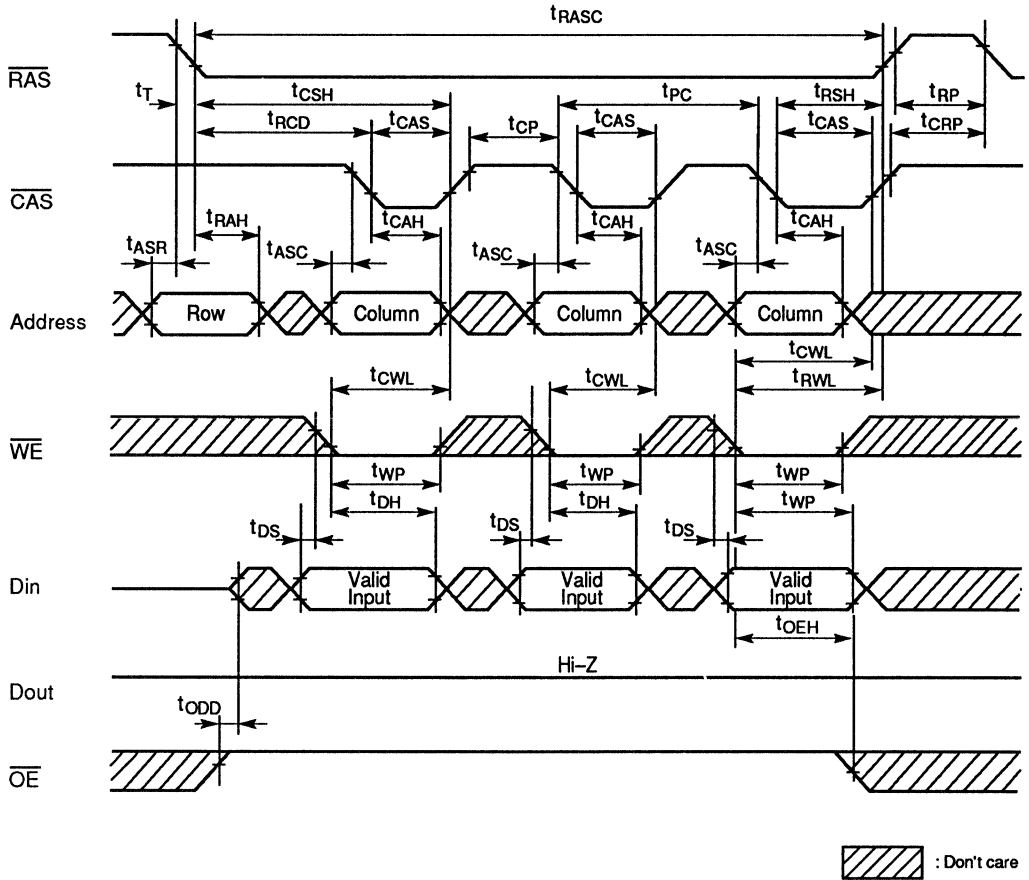 tRASC
RAS
tT
tCSH
tPC
tRSH
tRP
tRCD
tCAS
tCP
tCAS
tCAS
tCRP
CAS
tRAH
tCAH
tCAH
tCAH
tASR
tASC
tASC
tASC
Address
Row
Column
Column
Column
tCWL
tCWL
tCWL
tRWL
WE
tWP
tWP
tWP
tDH
tDH
tWP
tDS
tDS
tDS
Din
Valid
Input
Valid
Input
Valid
Input
tOEH
Hi-Z
Dout
tODD
OE
: Don't care